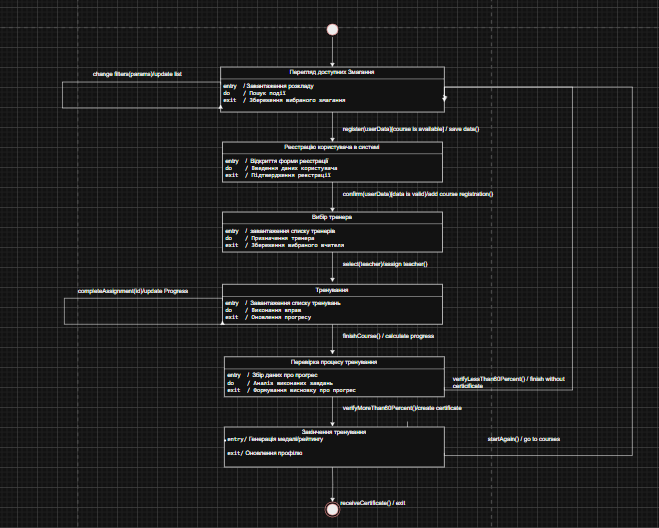 Перегляд доступних Змагання
change filters(params)/update list
entry / Завантаження розкладу
do / Пошук події
exit / Збереження вибраного змагання
register(userData)[course is available] / save data()
Реєстрацію користувача в системі
entry / Відкриття форми реєстрації
do / Введення даних користувача
exit / Підтвердження реєстрації
confirm(userData)[data is valid]/add course registration()
Вибір тренера
entry / завантаження списку тренерів
do / Призначення тренера
exit / Збереження вибраного вчителя
select(teacher)/assign teacher()
Тренування
completeAssignment(id)/update Progress
entry / Завантаження списку тренувань
do / Виконання вправ
exit / Оновлення прогресу
finishCourse() / calculate progress
Перевірка процесу тренування
entry / Збір даних про прогрес
do / Аналіз виконаних завдань
exit / Формування висновку про прогрес
verifyLessThan60Percent() / finish without
certicificate
verifyMoreThan60Percent()/create certificate
Закінчення тренування
entry/ Генерація медалі/рейтингу
exit/ Оновлення профілю
startAgain() / go to courses
receiveCertificate() / exit